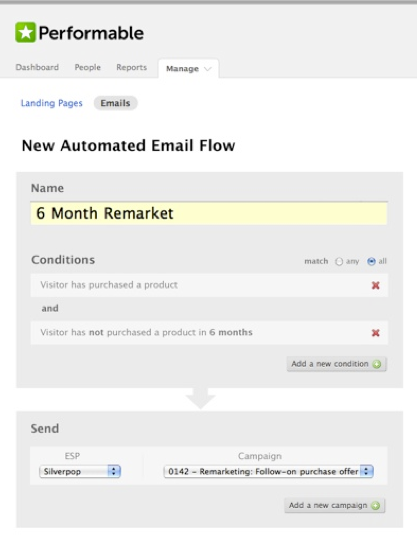 Performable
Dashboard People Reports Manage
Landing Pages Emails
New Automated Email Flow
Name
6 Month Remarket
Conditions match any all
Visitor has purchased a product
and
Visitor has not purchased a product in 6 months
Add a new condition
Send
ESP Campaign
Silverpop 0142 – Remarketing: Follow-on purchase offer
Add a new campaign